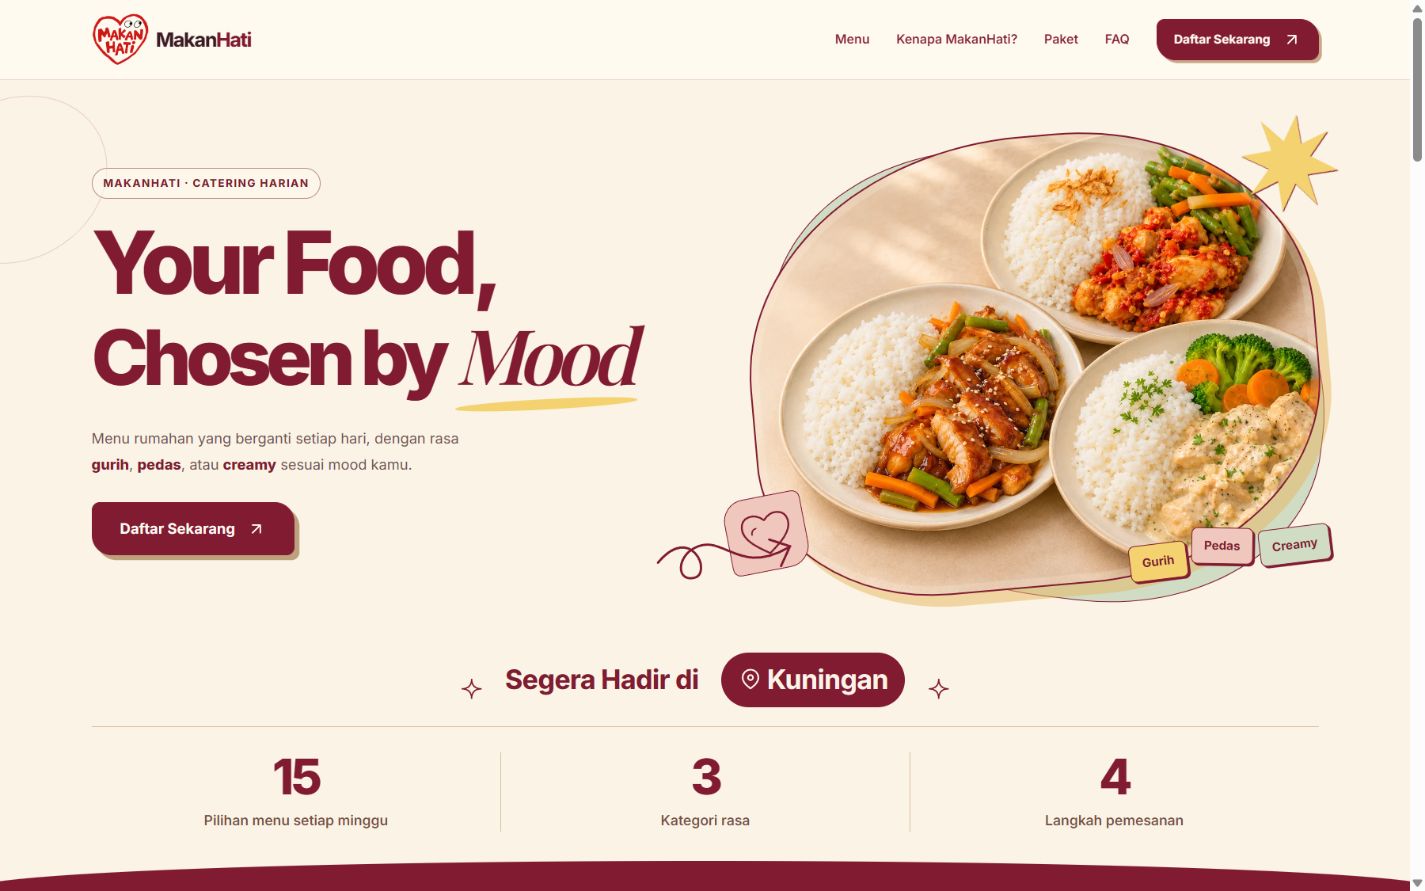 MAKAN
HATi
MakanHati
Menu
Kenapa MakanHati?
Paket
FAQ
Daftar Sekarang
MAKANHATI · CATERING HARIAN
Your Food,
Chosen by Mood
Menu rumahan yang berganti setiap hari, dengan rasa
gurih, pedas, atau creamy sesuai mood kamu.
Daftar Sekarang
Gurih
Pedas
Creamy
Segera Hadir di Kuningan
15
Pilihan menu setiap minggu
3
Kategori rasa
4
Langkah pemesanan